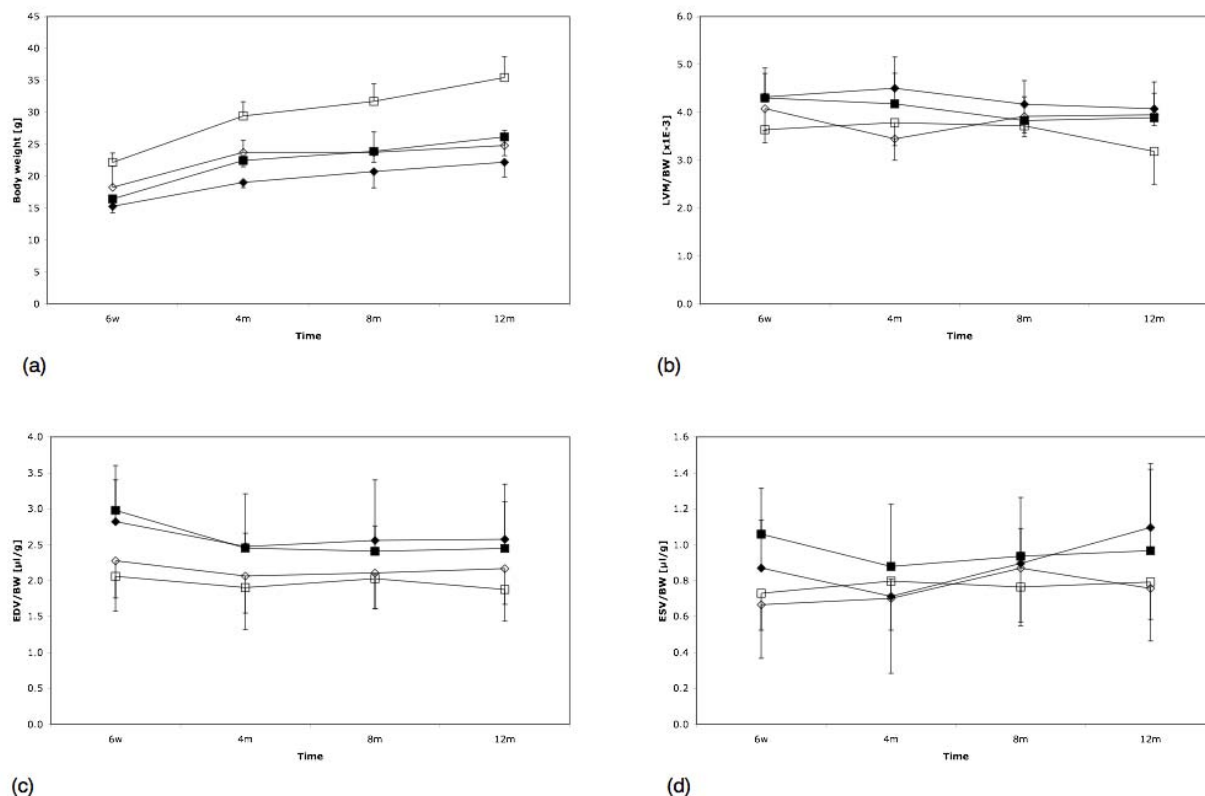 45
40
35
30
25
20
15
10
5
0
Body weight [g]
6w 4m 8m 12m
Time
(a)
6.0
5.0
4.0
3.0
2.0
1.0
0.0
LVM/BW [x1E-3]
6w 4m 8m 12m
Time
(b)
4.0
3.5
3.0
2.5
2.0
1.5
1.0
0.5
0.0
EDV/BW [µl/g]
6w 4m 8m 12m
Time
(c)
1.6
1.4
1.2
1.0
0.8
0.6
0.4
0.2
0.0
ESV/BW [µl/g]
6w 4m 8m 12m
Time
(d)